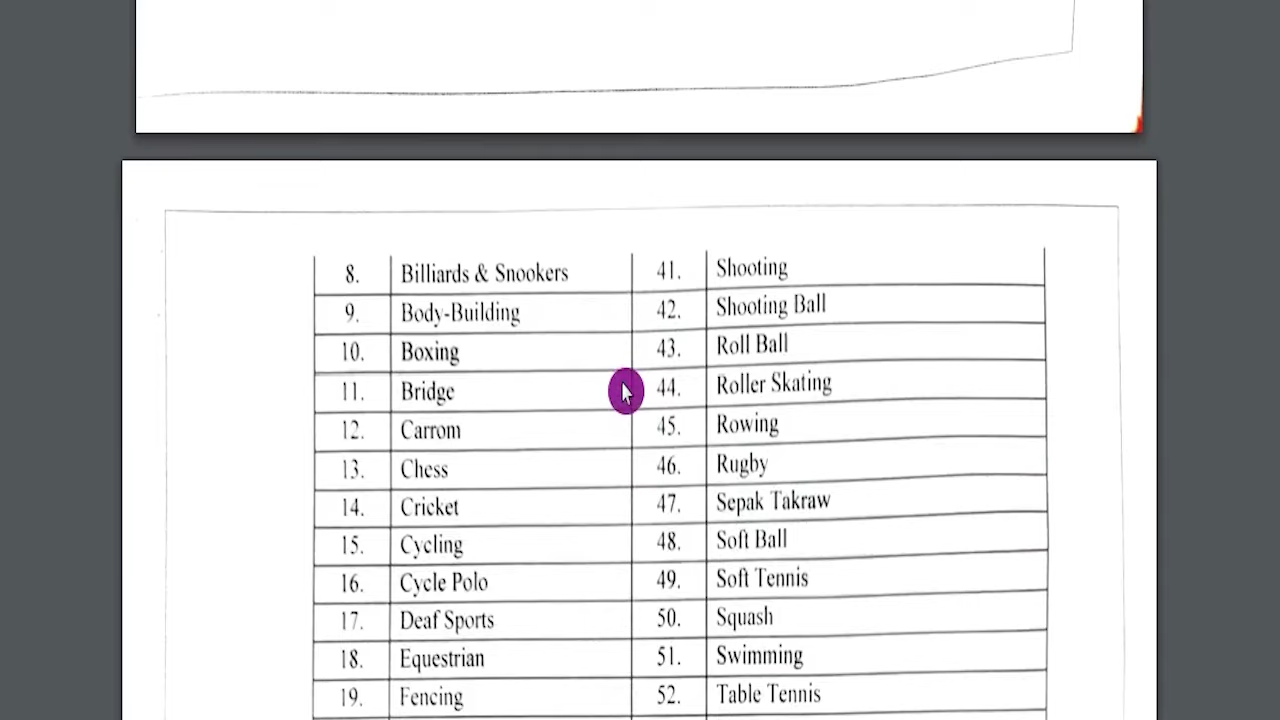 8. Billiards & Snookers 41. Shooting
9. Body-Building 42. Shooting Ball
10. Boxing 43. Roll Ball
11. Bridge 44. Roller Skating
12. Carrom 45. Rowing
13. Chess 46. Rugby
14. Cricket 47. Sepak Takraw
15. Cycling 48. Soft Ball
16. Cycle Polo 49. Soft Tennis
17. Deaf Sports 50. Squash
18. Equestrian 51. Swimming
19. Fencing 52. Table Tennis